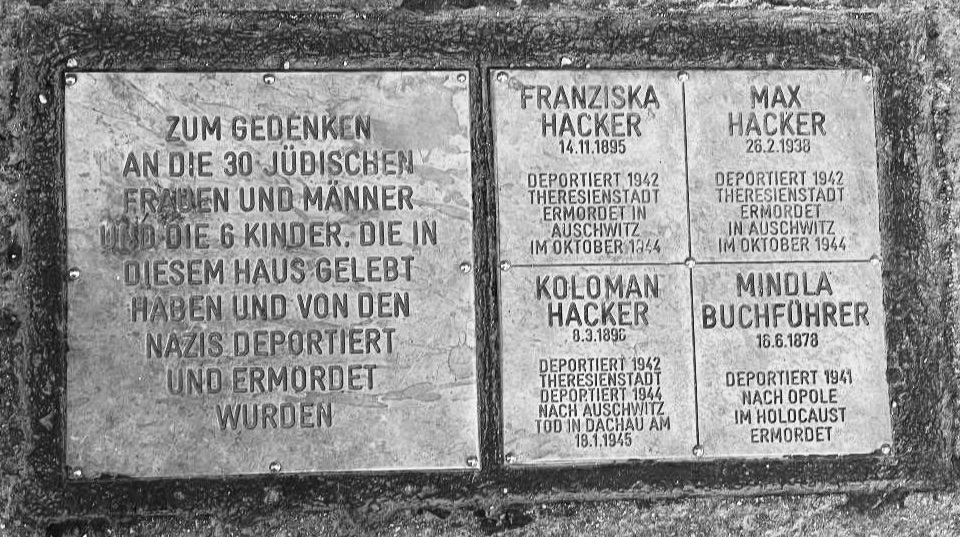 ZUM GEDENKEN
AN DIE 30 JÜDISCHEN
FRAUEN UND MÄNNER
UND DIE 6 KINDER, DIE IN
DIESEM HAUS GELEBT
HABEN UND VON DEN
NAZIS DEPORTIERT
UND ERMORDET
WURDEN
FRANZISKA
HACKER
14.11.1895
DEPORTIERT 1942
THERESIENSTADT
ERMORDET IN
AUSCHWITZ
IM OKTOBER 1944
MAX
HACKER
26.2.1938
DEPORTIERT 1942
THERESIENSTADT
ERMORDET
IN AUSCHWITZ
IM OKTOBER 1944
KOLOMAN
HACKER
8.3.1896
DEPORTIERT 1942
THERESIENSTADT
DEPORTIERT 1944
NACH AUSCHWITZ
TOD IN DACHAU AM
18.1.1945
MINDLA
BUCHFÜHRER
16.6.1878
DEPORTIERT 1941
NACH OPOLE
IM HOLOCAUST
ERMORDET